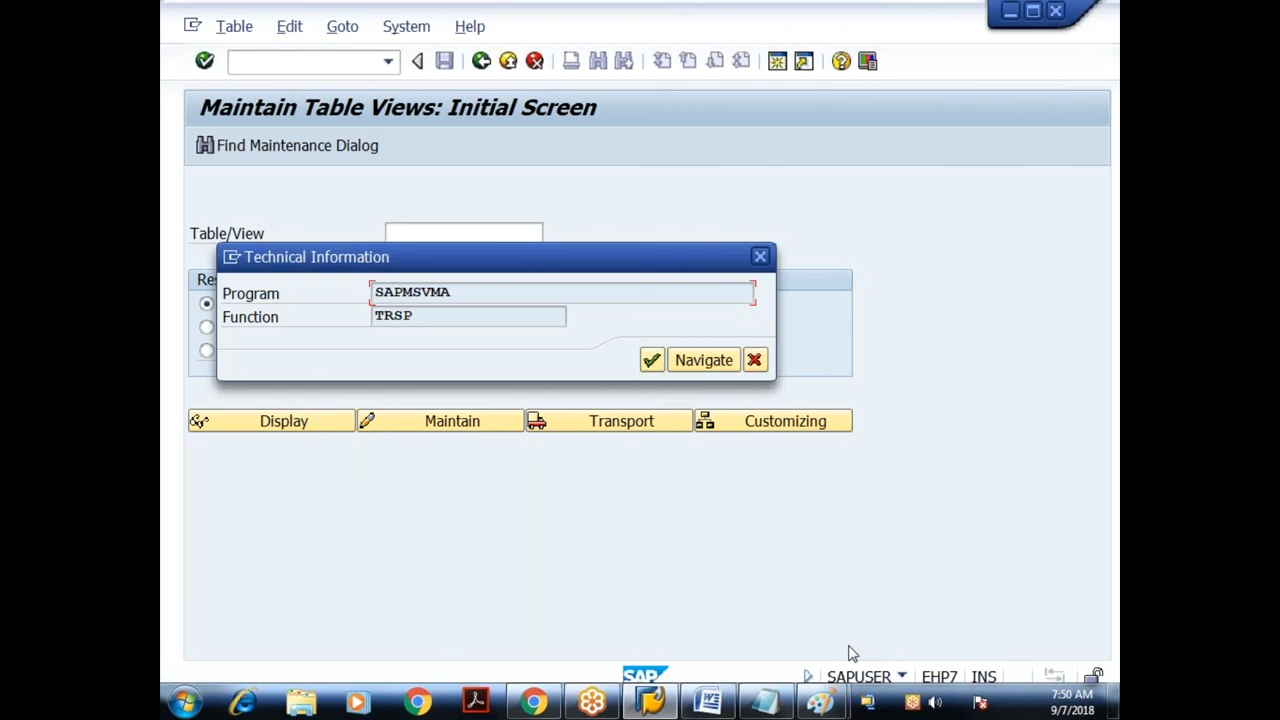 Table Edit Goto System Help
Maintain Table Views: Initial Screen
Find Maintenance Dialog
Table/View
Technical Information
Res
Program SAPMSVMA
Function TRSP
Navigate
Display Maintain Transport Customizing
SAP SAPUSER EHP7 INS
7:50 AM
9/7/2018